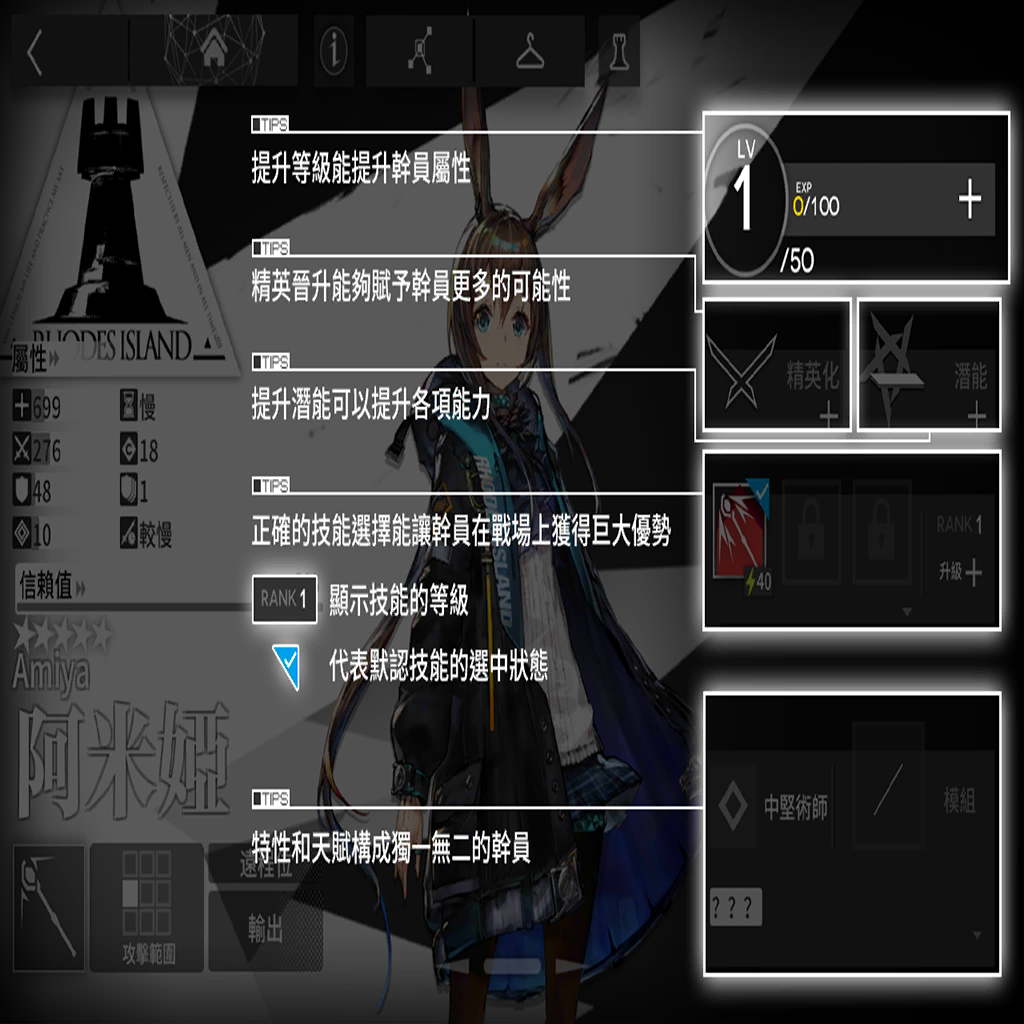 TIPS
提升等級能提升幹員屬性
TIPS
精英晉升能夠賦予幹員更多的可能性
TIPS
提升潛能可以提升各項能力
TIPS
正確的技能選擇能讓幹員在戰場上獲得巨大優勢
RANK 1 顯示技能的等級
代表默認技能的選中狀態
TIPS
特性和天賦構成獨一無二的幹員
LV
1
EXP
0/100
+
/50
精英化
+
潛能
+
40
RANK 1
升級 +
中堅術師
模組
? ? ?
RHODES ISLAND
屬性
699
慢
276
18
48
1
10
較慢
信賴值
Amiya
阿米婭
攻擊範圍
遠程位
輸出